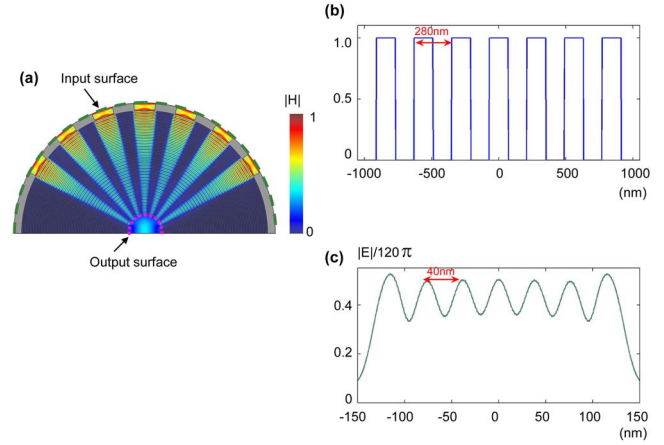 (a)
Input surface
|H|
1
0
Output surface
(b)
280nm
1.0
0.5
0
-1000 -500 0 500 1000
(nm)
(c)
|E|/120 π
40nm
0.4
0.2
0
-150 -100 -50 0 50 100 150
(nm)